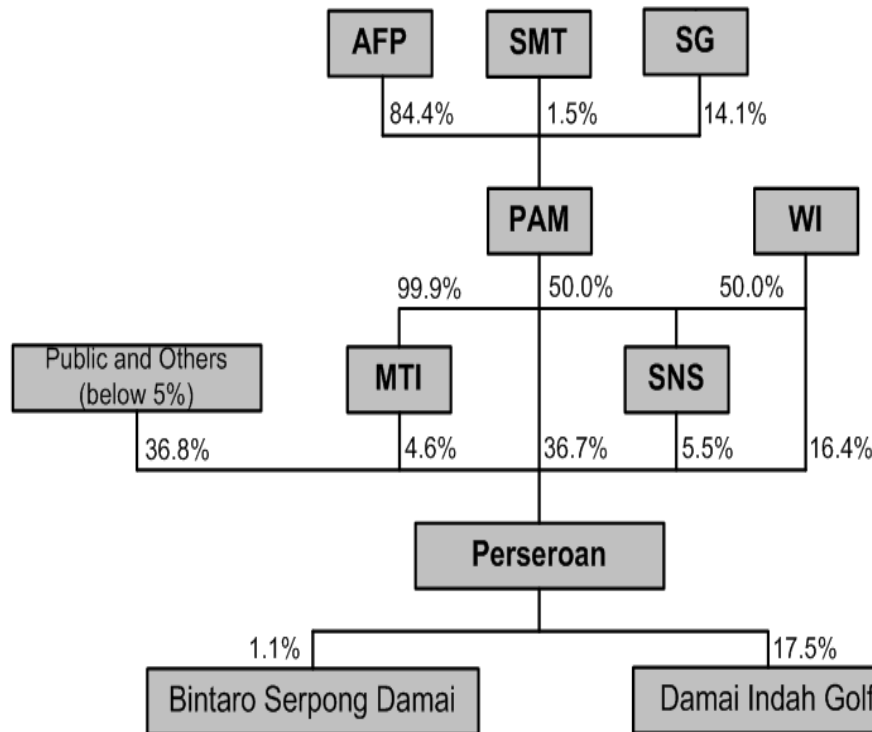 AFP SMT SG
84.4% 1.5% 14.1%
PAM WI
99.9% 50.0% 50.0%
Public and Others
(below 5%)
MTI SNS
36.8% 4.6% 36.7% 5.5% 16.4%
Perseroan
1.1% 17.5%
Bintaro Serpong Damai Damai Indah Golf